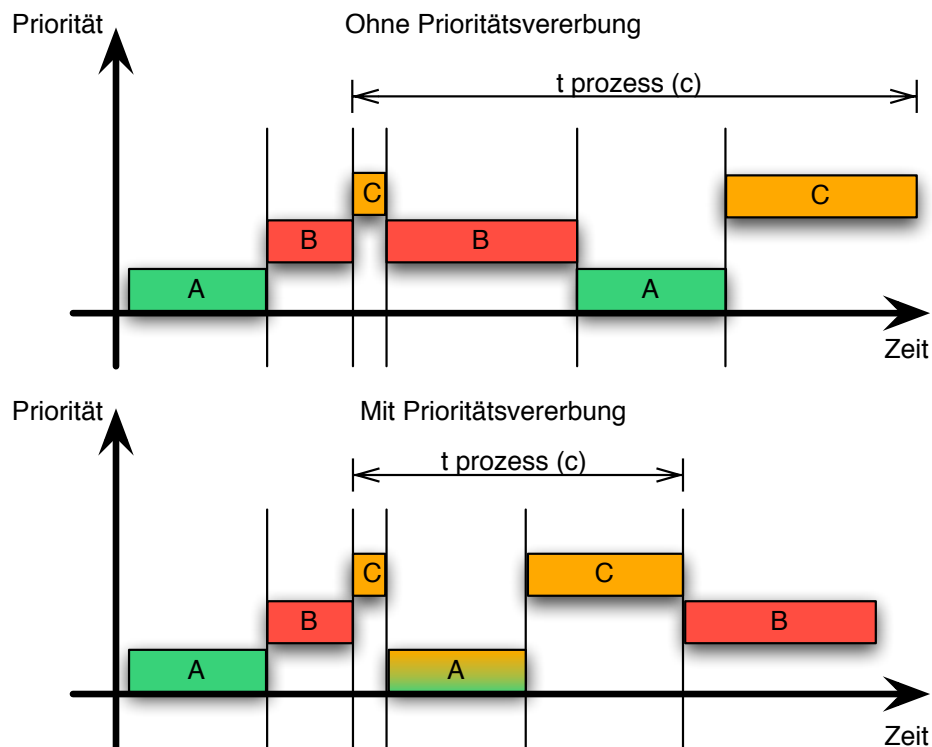 Priorität
Ohne Prioritätsvererbung
t prozess (c)
C
C
B
B
A
A
Zeit
Priorität
Mit Prioritätsvererbung
t prozess (c)
C
C
B
B
A
A
Zeit